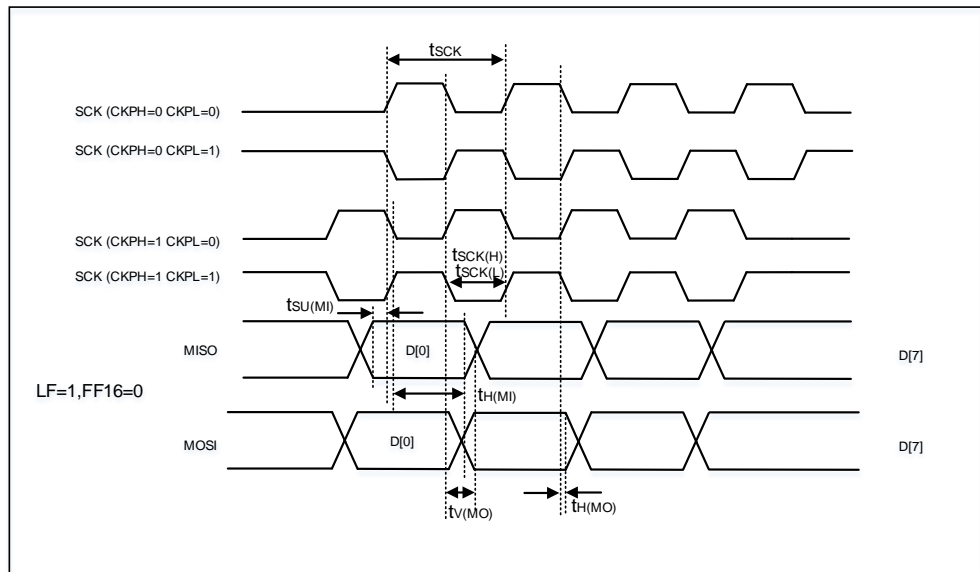 tSCK
SCK (CKPH=0 CKPL=0)
SCK (CKPH=0 CKPL=1)
SCK (CKPH=1 CKPL=0)
tSCK(H)
SCK (CKPH=1 CKPL=1)
tSCK(L)
tSU(MI)
MISO
D[0]
D[7]
LF=1,FF16=0
tH(MI)
MOSI
D[0]
D[7]
tV(MO)
tH(MO)